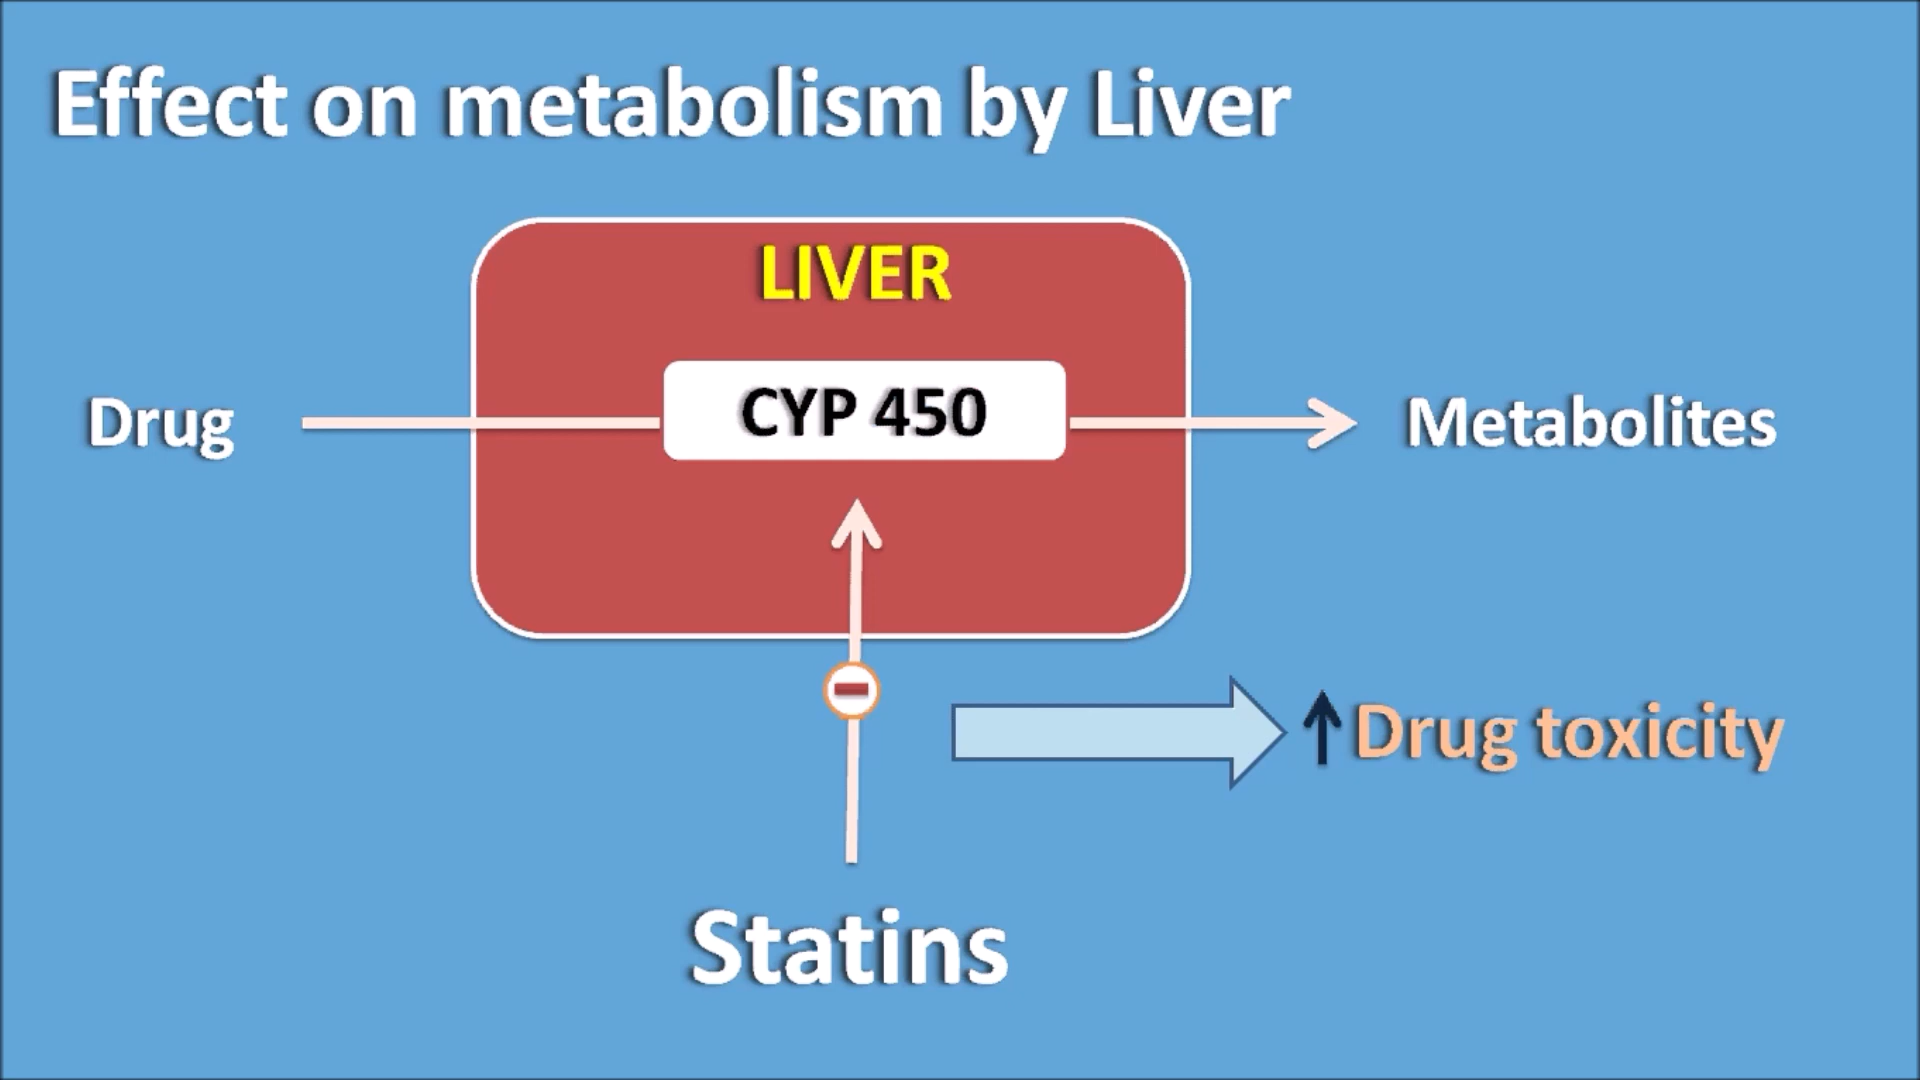 Effect on metabolism by Liver
LIVER
Drug
CYP 450
Metabolites
Drug toxicity
Statins